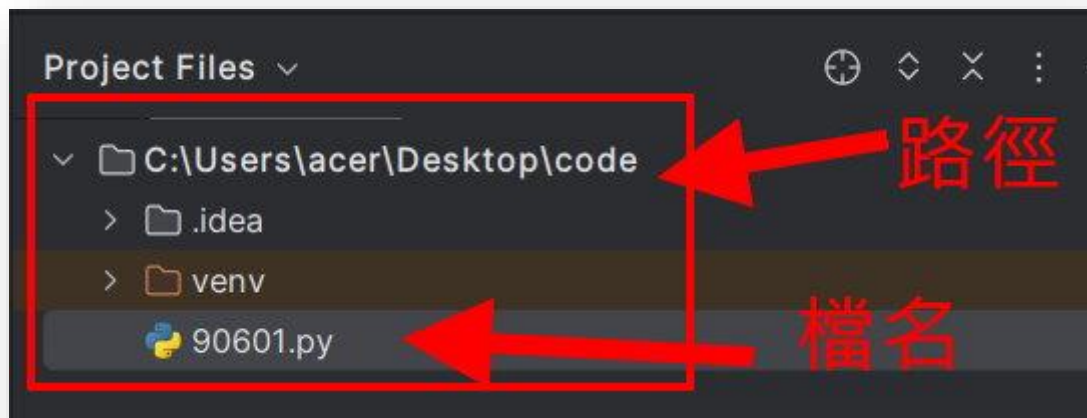 Project Files
C:\Users\acer\Desktop\code
路徑
.idea
venv
90601.py
檔名